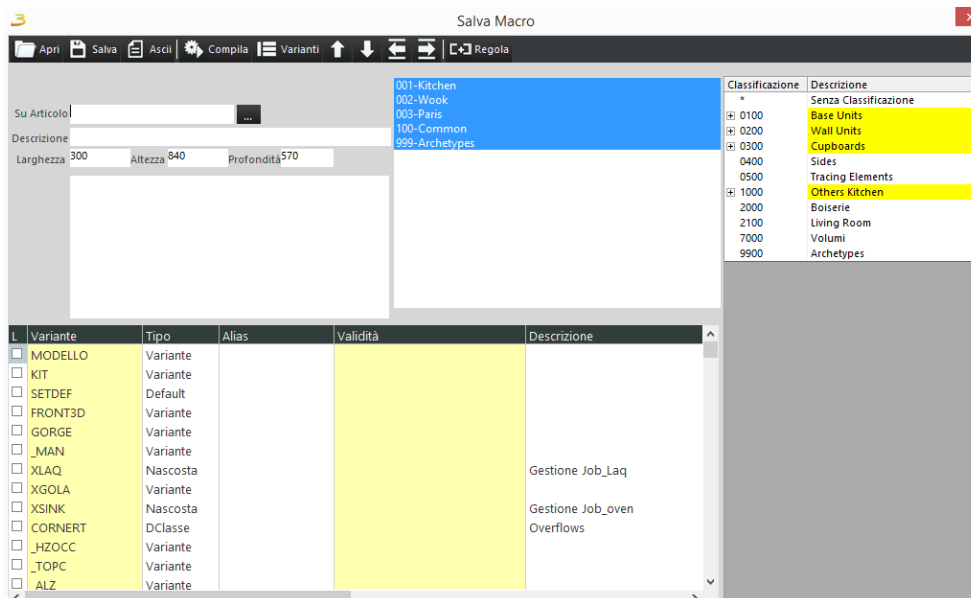 3
Salva Macro
Apri Salva Ascii Compila Varianti Regola
Su Articolo ...
Descrizione
Larghezza 300 Altezza 840 Profondità 570
001-Kitchen
002-Wook
003-Paris
100-Common
999-Archetypes
Classificazione Descrizione
* Senza Classificazione
0100 Base Units
0200 Wall Units
0300 Cupboards
0400 Sides
0500 Tracing Elements
1000 Others Kitchen
2000 Boiserie
2100 Living Room
7000 Volumi
9900 Archetypes
L Variante Tipo Alias Validità Descrizione
MODELLO Variante
KIT Variante
SETDEF Default
FRONT3D Variante
GORGE Variante
_MAN Variante
XLAQ Nascosta Gestione Job_Laq
XGOLA Variante
XSINK Nascosta Gestione Job_oven
CORNERT DClasse Overflows
_HZOCC Variante
_TOPC Variante
_ALZ Variante